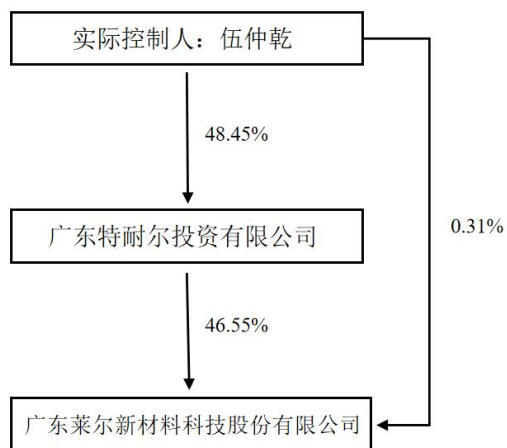 实际控制人：伍仲乾
48.45%
广东特耐尔投资有限公司
0.31%
46.55%
广东莱尔新材料科技股份有限公司